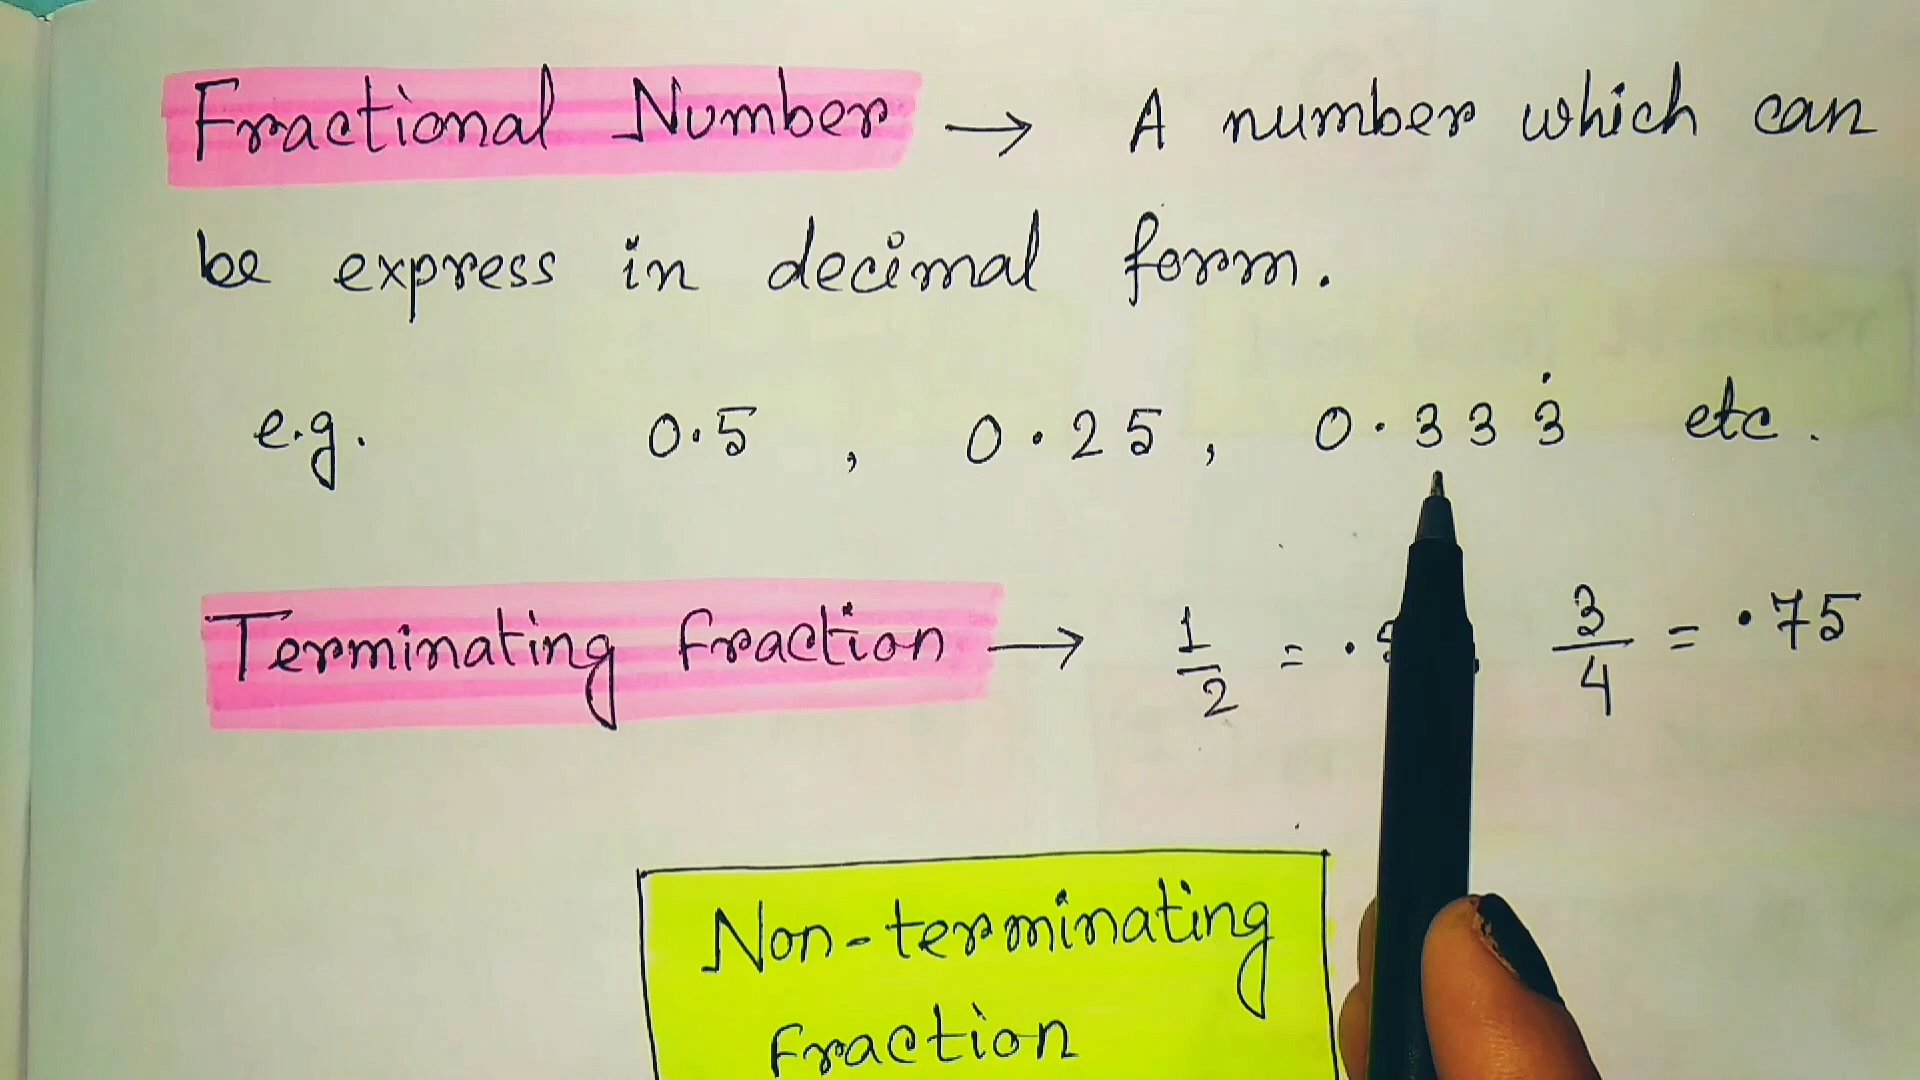 Fractional Number → A number which can
be express in decimal form.
e.g. 0.5 , 0.25 , 0.333̇ etc.
Terminating fraction → 1/2 = .5 , 3/4 = .75
Non-terminating
fraction